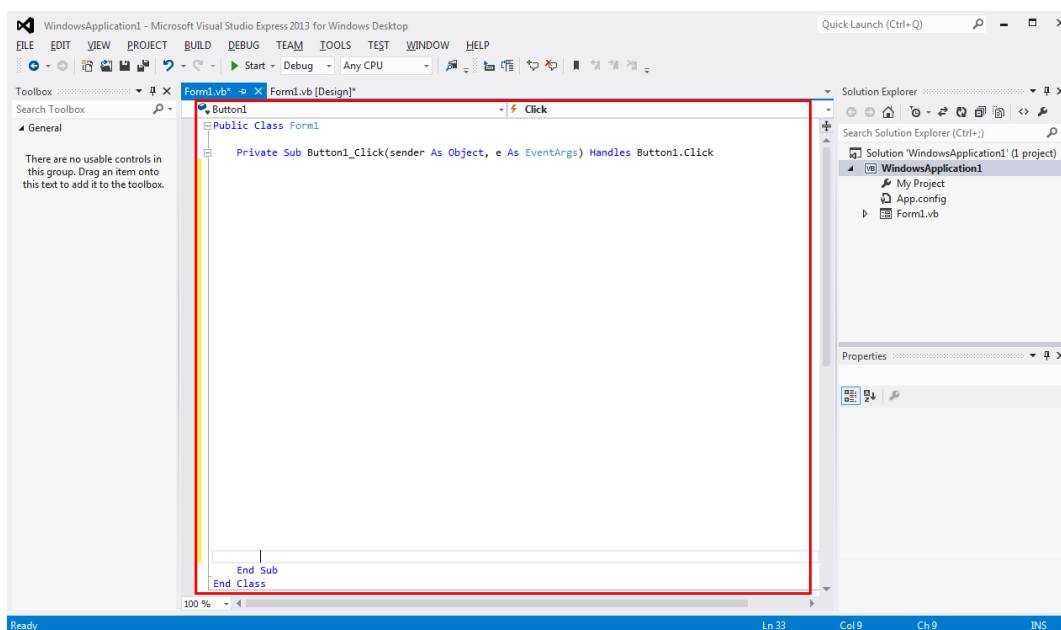 WindowsApplication1 - Microsoft Visual Studio Express 2013 for Windows Desktop
Quick Launch (Ctrl+Q)
FILE EDIT VIEW PROJECT BUILD DEBUG TEAM TOOLS TEST WINDOW HELP
Start Debug Any CPU
Toolbox
Search Toolbox
General
There are no usable controls in
this group. Drag an item onto
this text to add it to the toolbox.
Form1.vb* Form1.vb [Design]*
Button1 Click
Public Class Form1
Private Sub Button1_Click(sender As Object, e As EventArgs) Handles Button1.Click
End Sub
End Class
100 %
Solution Explorer
Search Solution Explorer (Ctrl+;)
Solution 'WindowsApplication1' (1 project)
VB WindowsApplication1
My Project
App.config
Form1.vb
Properties
Ready Ln 33 Col 9 Ch 9 INS